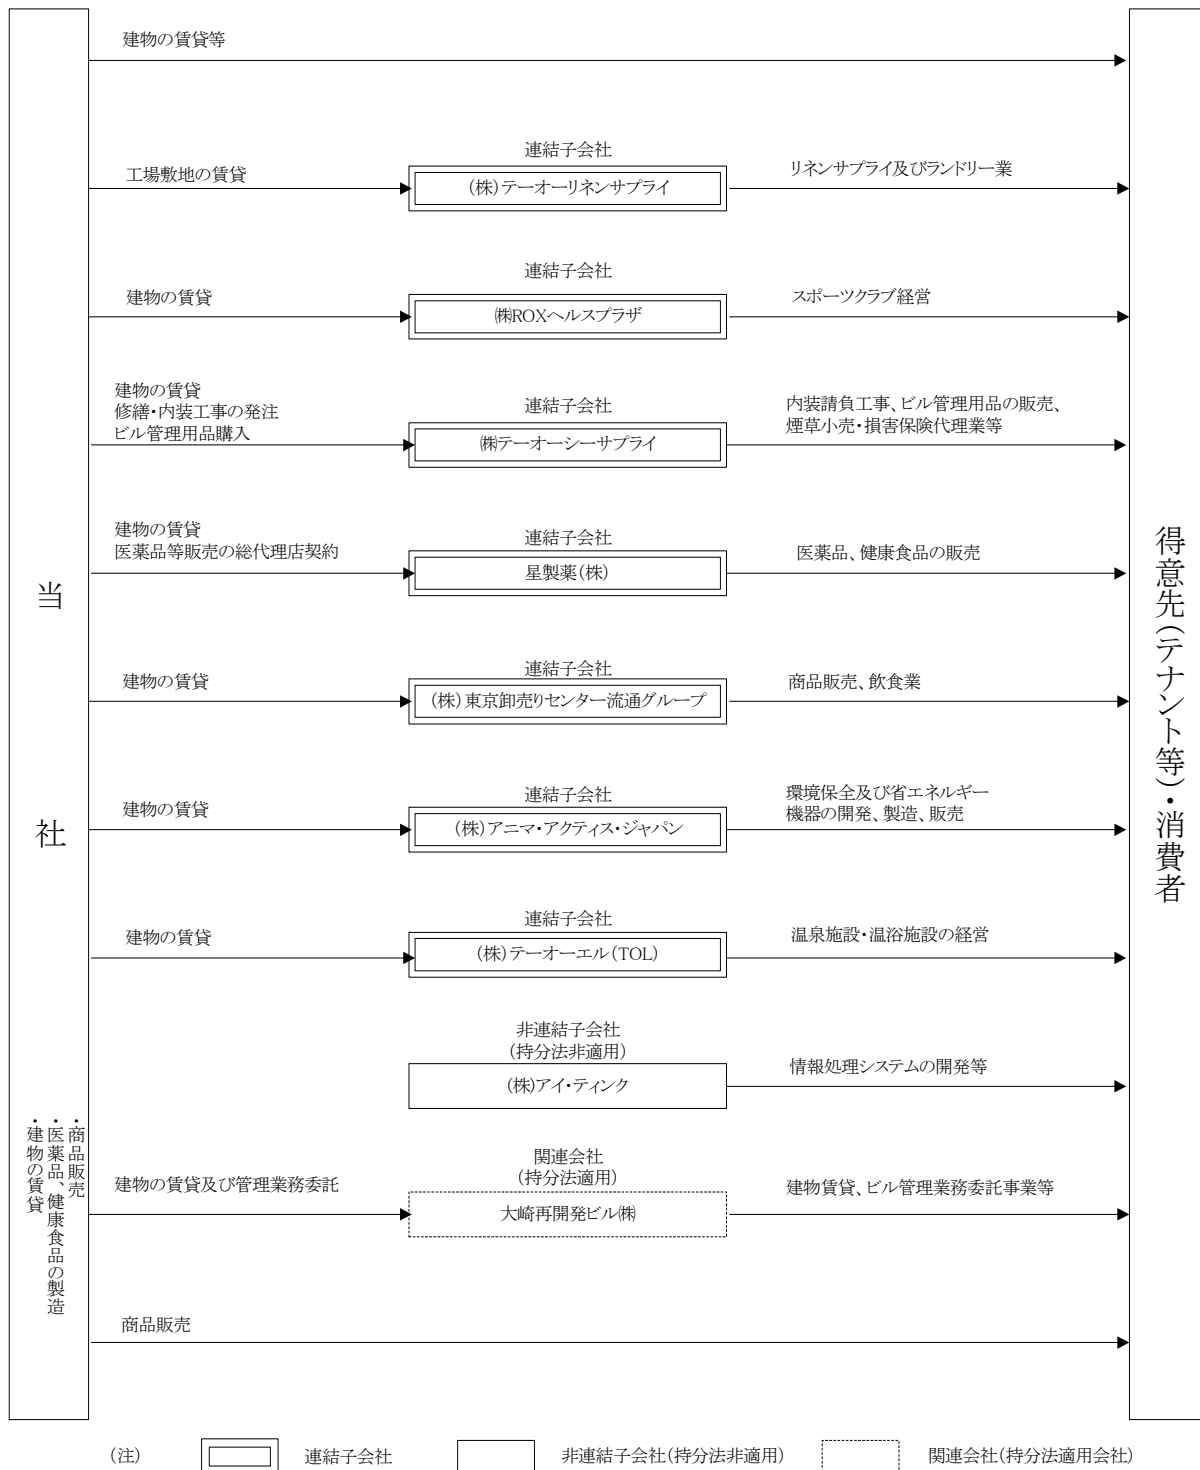 建物の賃貸等
連結子会社
工場敷地の賃貸
(株)テーオーリネンサプライ
リネンサプライ及びランドリー業
連結子会社
建物の賃貸
㈱ROXヘルスプラザ
スポーツクラブ経営
建物の賃貸
修繕・内装工事の発注
ビル管理用品購入
連結子会社
㈱テーオーシーサプライ
内装請負工事、ビル管理用品の販売、
煙草小売・損害保険代理業等
建物の賃貸
医薬品等販売の総代理店契約
連結子会社
星製薬(株)
医薬品、健康食品の販売
当社
得意先(テナント等)・消費者
連結子会社
建物の賃貸
(株)東京卸売りセンター流通グループ
商品販売、飲食業
連結子会社
建物の賃貸
(株)アニマ・アクティス・ジャパン
環境保全及び省エネルギー
機器の開発、製造、販売
連結子会社
建物の賃貸
(株)テーオーエル(TOL)
温泉施設・温浴施設の経営
非連結子会社
(持分法非適用)
(株)アイ・ティンク
情報処理システムの開発等
・商品販売
・医薬品、健康食品の製造
・建物の賃貸
関連会社
(持分法適用)
建物の賃貸及び管理業務委託
大崎再開発ビル㈱
建物賃貸、ビル管理業務委託事業等
商品販売
(注)
連結子会社
非連結子会社(持分法非適用)
関連会社(持分法適用会社)